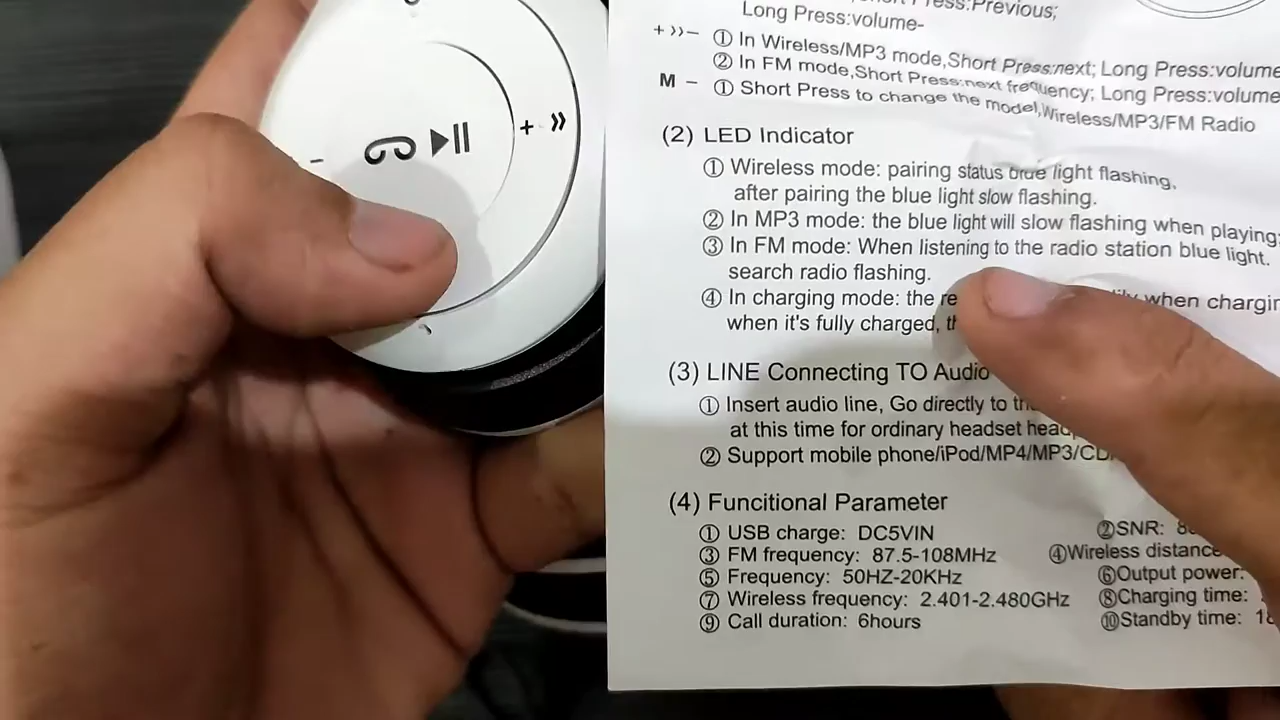 Press:Previous;
Long Press:volume-
+ »– ① In Wireless/MP3 mode,Short Press:next; Long Press:volume
② In FM mode,Short Press:next frequency; Long Press:volume
M – ① Short Press to change the model,Wireless/MP3/FM Radio
(2) LED Indicator
① Wireless mode: pairing status blue light flashing,
after pairing the blue light slow flashing.
② In MP3 mode: the blue light will slow flashing when playing;
③ In FM mode: When listening to the radio station blue light.
search radio flashing.
④ In charging mode: the when
when it's fully charged,
(3) LINE Connecting TO Audio
① Insert audio line, Go directly to
at this time for ordinary headset
② Support mobile phone/iPod/MP4/MP3/CD
(4) Funcitional Parameter
① USB charge: DC5VIN ②SNR:
③ FM frequency: 87.5-108MHz ④Wireless distance
⑤ Frequency: 50HZ-20KHz ⑥Output power:
⑦ Wireless frequency: 2.401-2.480GHz ⑧Charging time:
⑨ Call duration: 6hours ⑩Standby time:
+ »
–